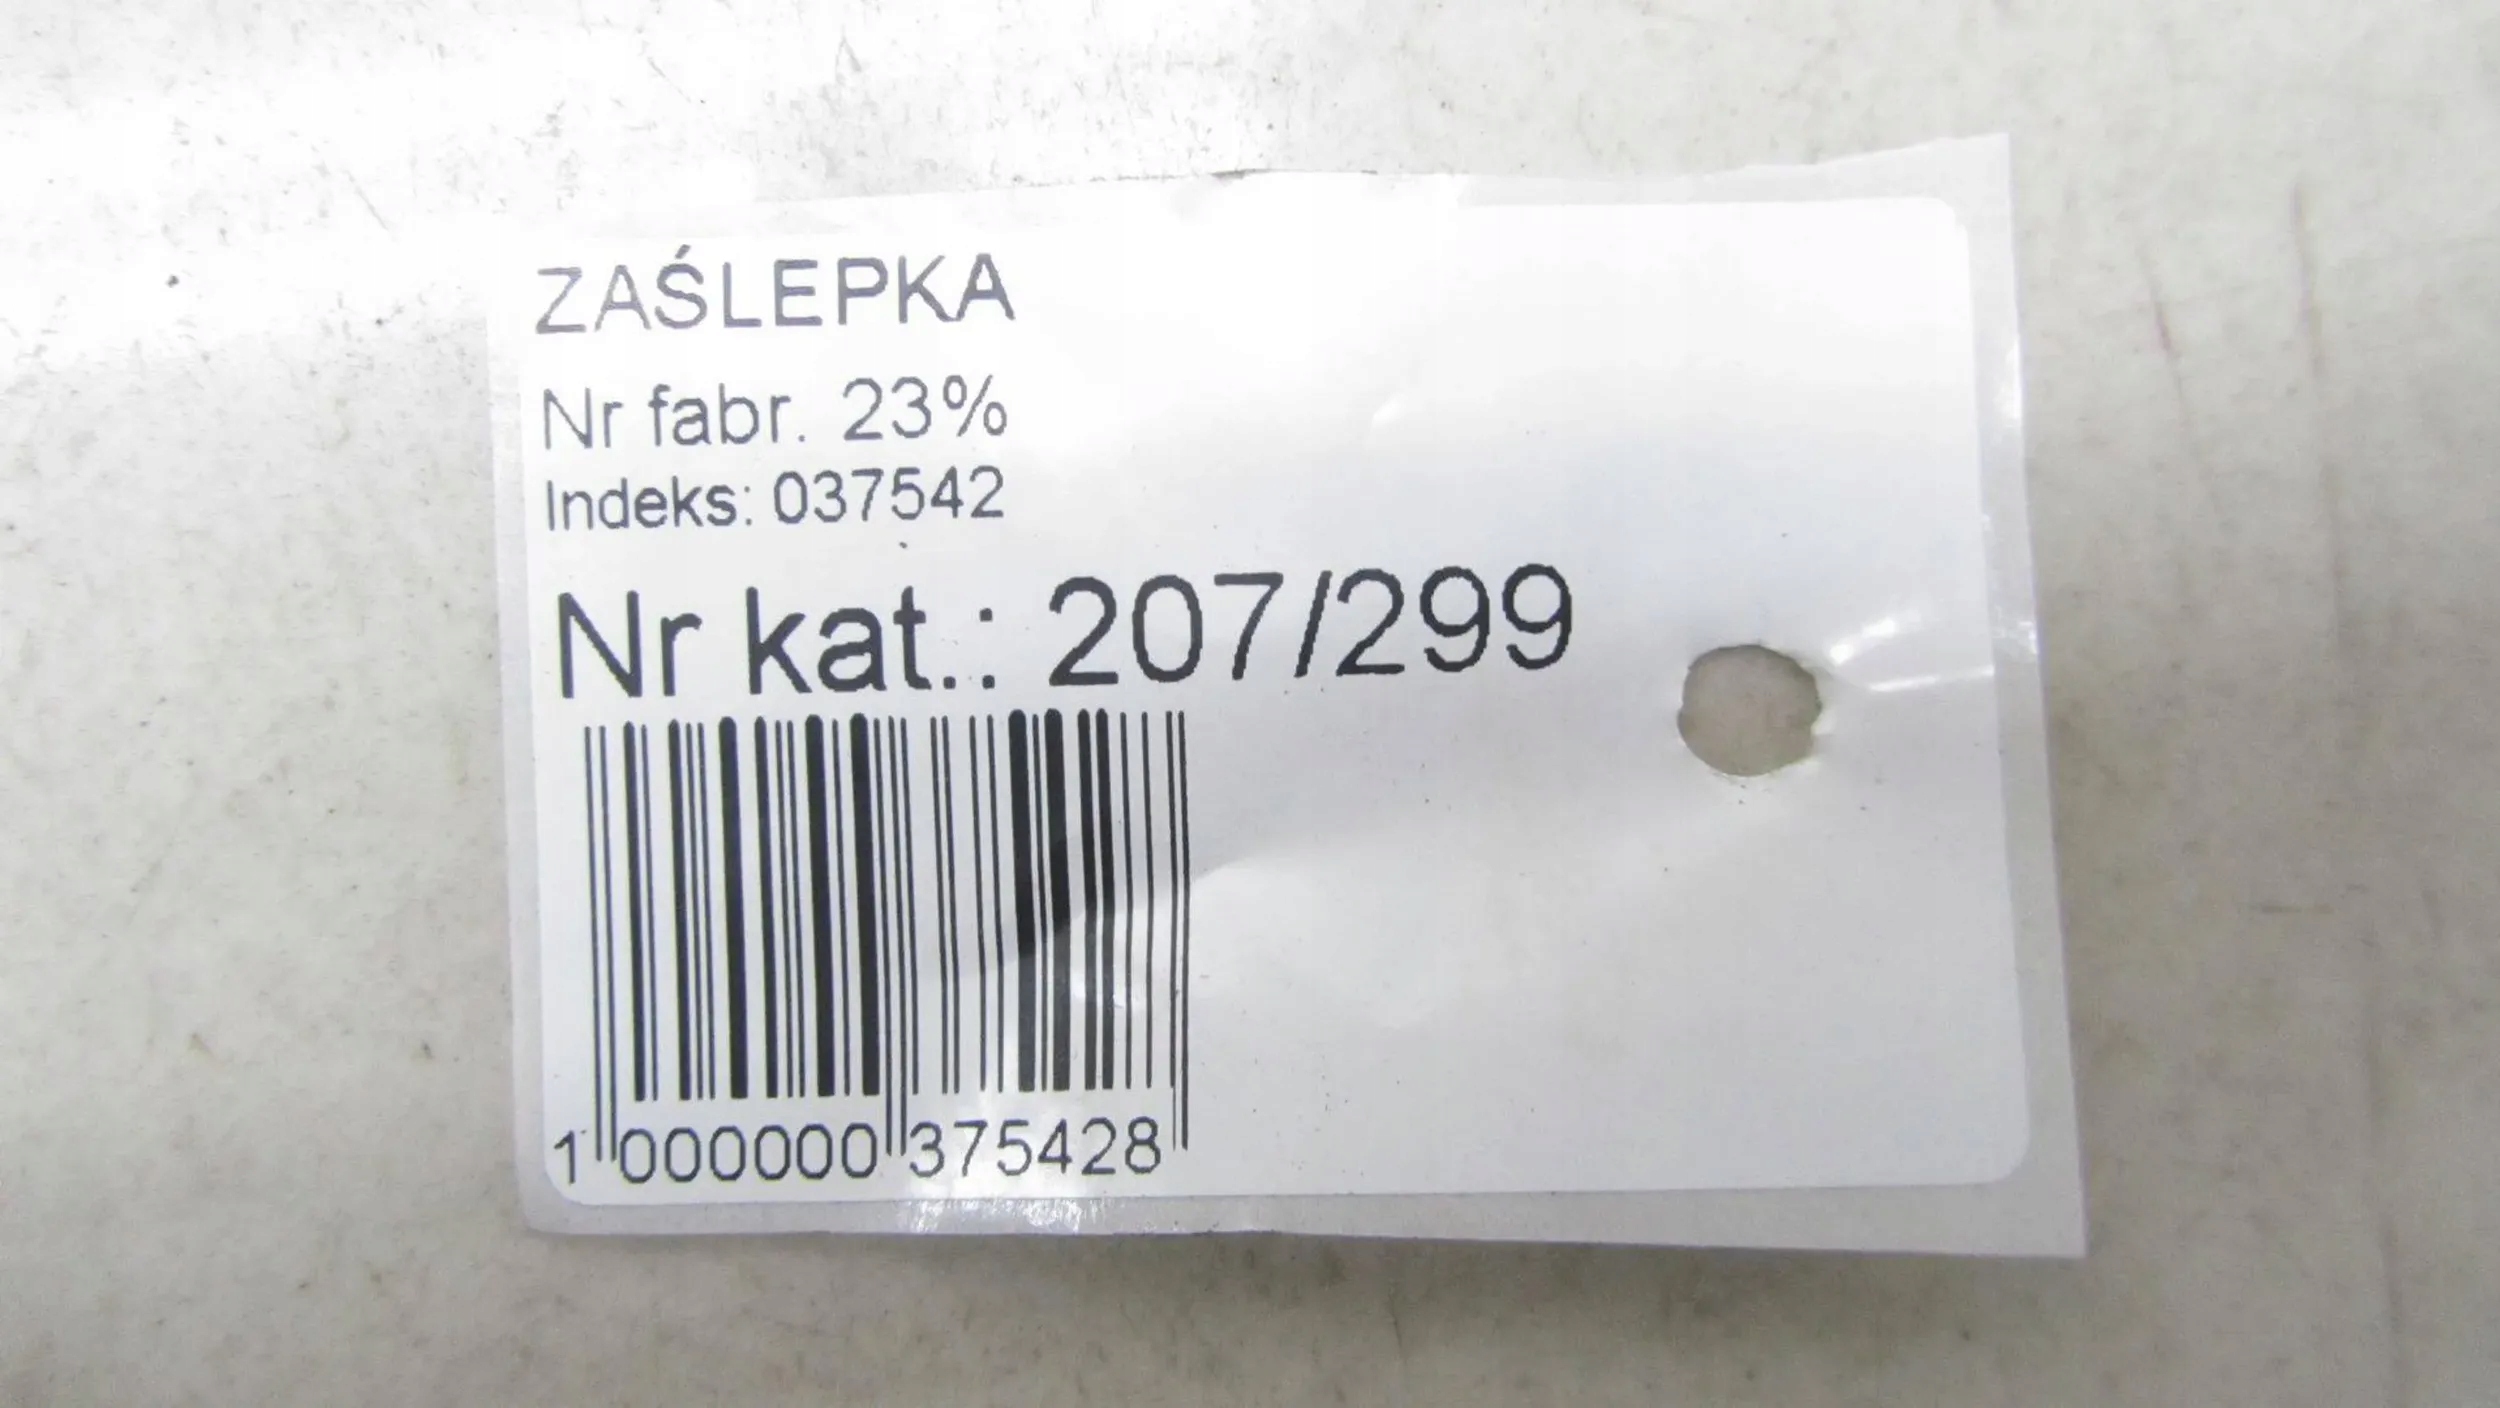 ZAŚLEPKA
Nr fabr. 23%
Indeks: 037542
Nr kat.: 207/299
1 000000 375428